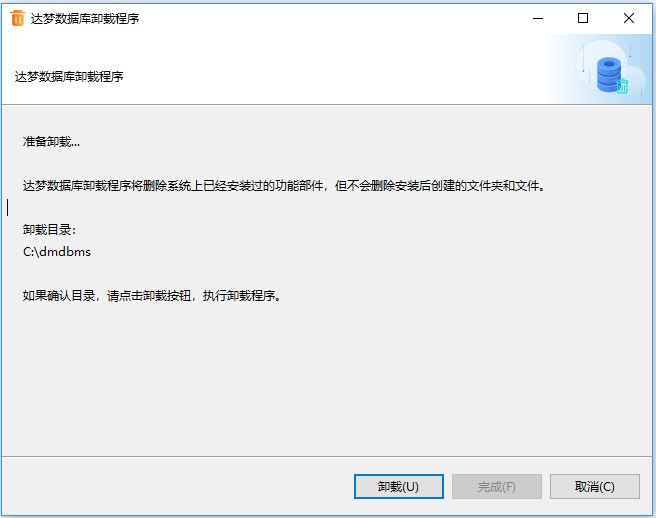 达梦数据库卸载程序
达梦数据库卸载程序
准备卸载...
达梦数据库卸载程序将删除系统上已经安装过的功能部件，但不会删除安装后创建的文件夹和文件。
卸载目录：
C:\dmdbms
如果确认目录，请点击卸载按钮，执行卸载程序。
卸载(U)
完成(F)
取消(C)